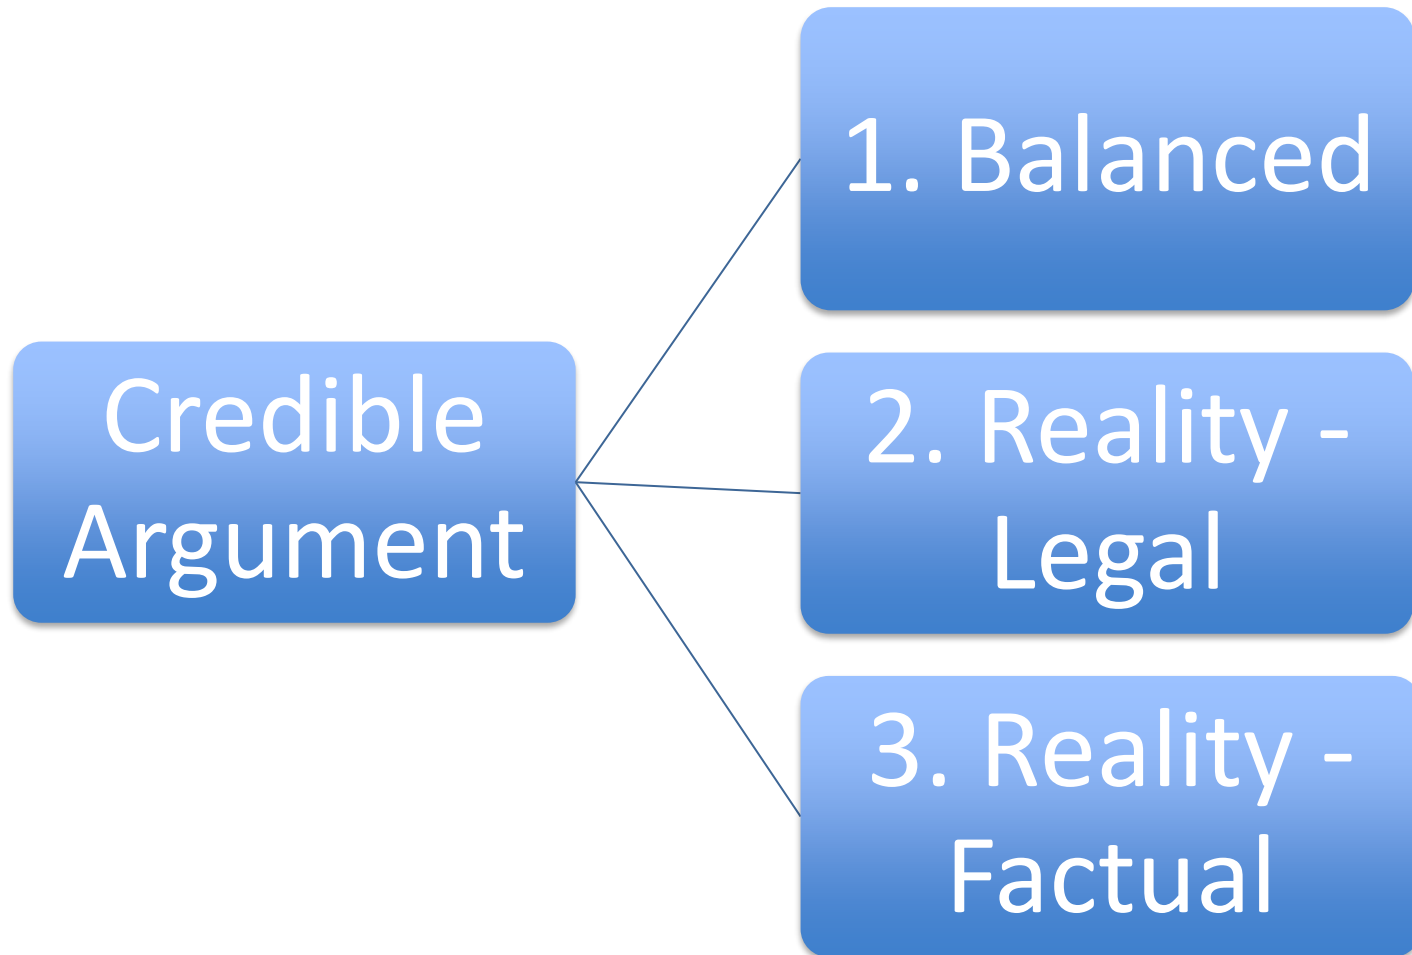 1. Balanced
Credible
Argument
2. Reality -
Legal
3. Reality -
Factual